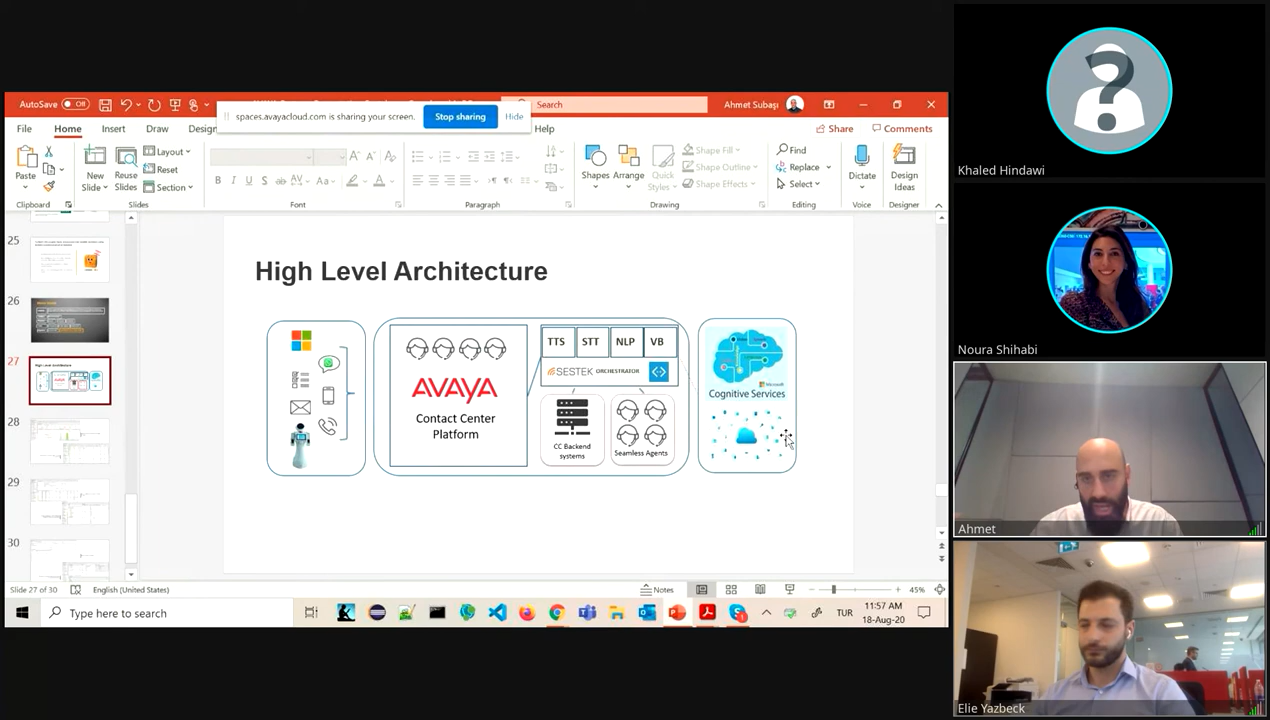 AutoSave
Off
Search
Ahmet Subaşı
spaces.avayacloud.com is sharing your screen.
Stop sharing
Hide
File
Home
Insert
Draw
Help
Share
Comments
Paste
New
Slide
Reuse
Slides
Layout
Reset
Section
Shapes
Arrange
Quick
Styles
Shape Fill
Shape Outline
Shape Effects
Find
Replace
Select
Dictate
Design
Ideas
Clipboard
Slides
Font
Paragraph
Drawing
Editing
Voice
Designer
25
26
27
28
29
30
High Level Architecture
AVAYA
Contact Center
Platform
TTS
STT
NLP
VB
SESTEK ORCHESTRATOR
CC Backend
systems
Seamless Agents
Microsoft
Cognitive Services
Slide 27 of 30
English (United States)
Notes
45%
Type here to search
TUR
11:57 AM
18-Aug-20
Khaled Hindawi
Noura Shihabi
Ahmet
Elie Yazbeck